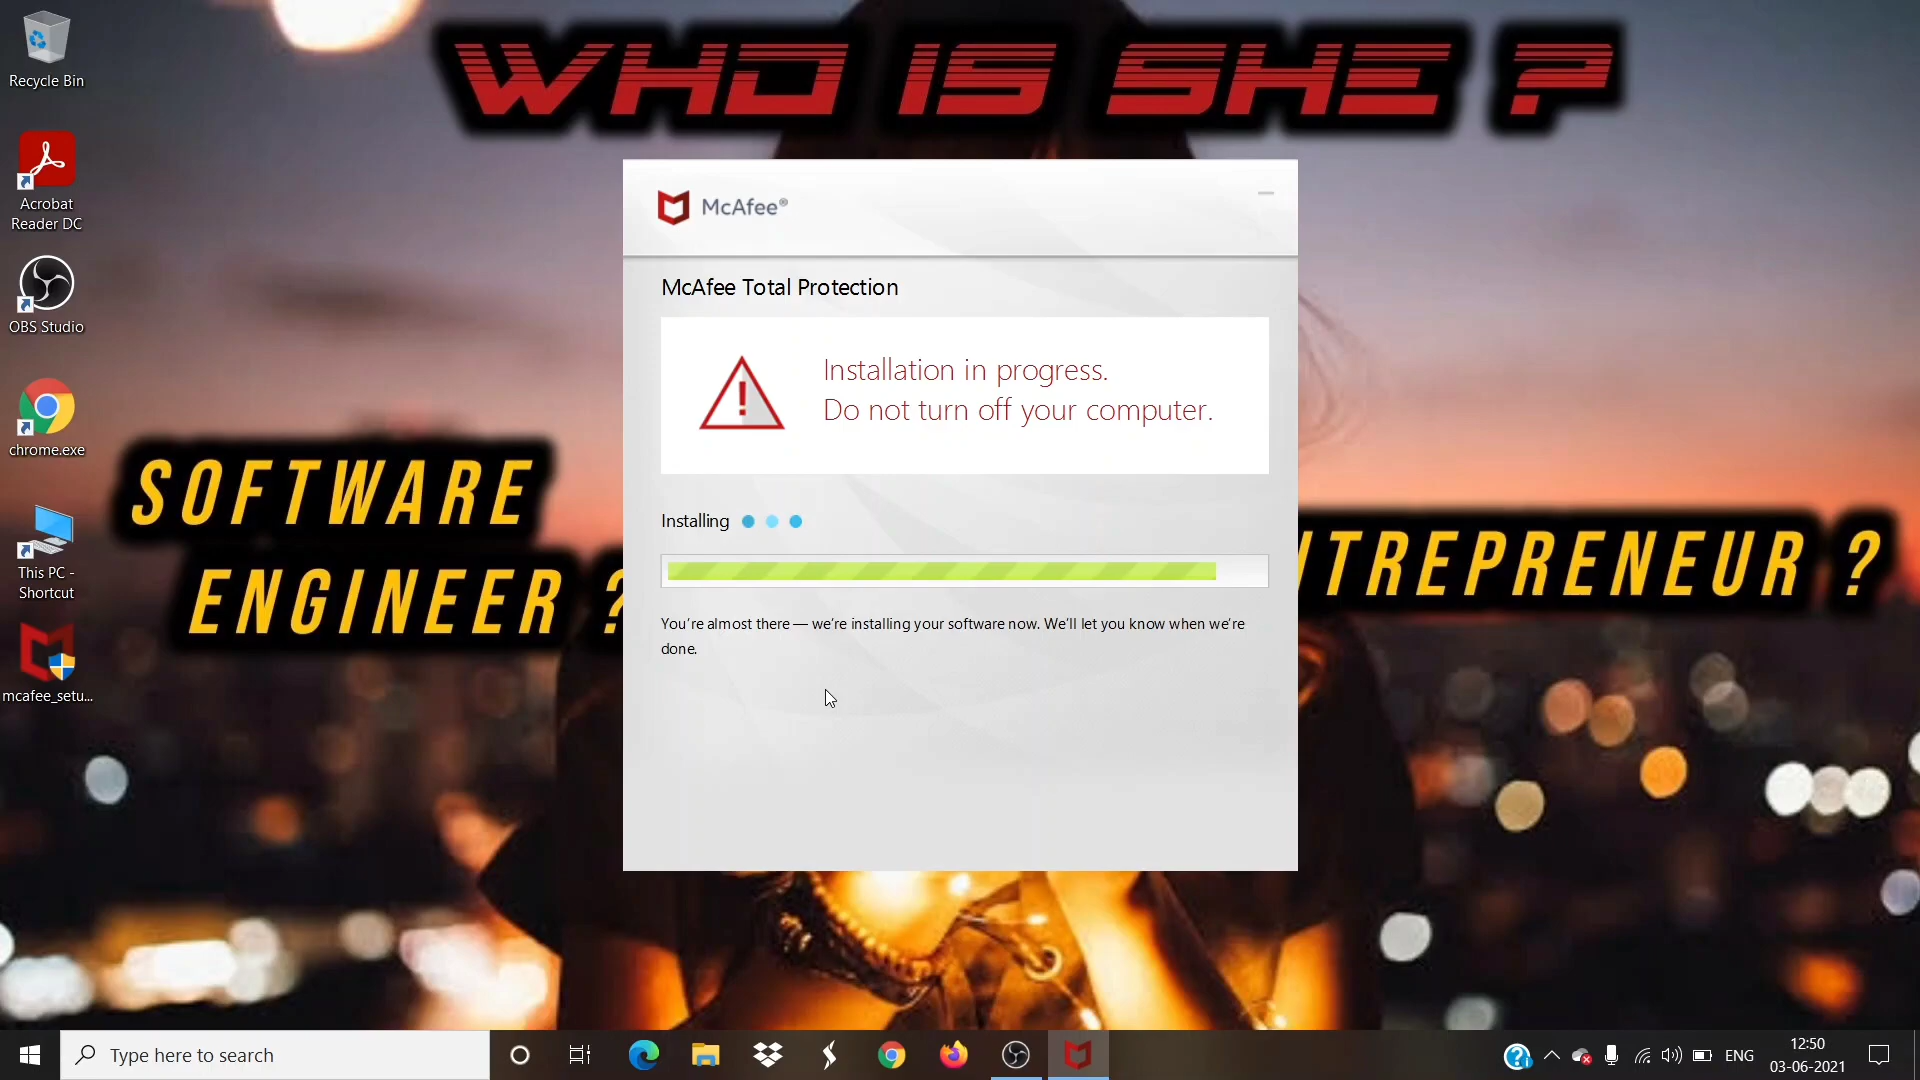 WHO IS SHE ?
Recycle Bin
Acrobat
Reader DC
OBS Studio
chrome.exe
This PC -
Shortcut
mcafee_setu...
SOFTWARE
ENGINEER ?
NTREPRENEUR ?
McAfee®
McAfee Total Protection
Installation in progress.
Do not turn off your computer.
Installing
You're almost there — we're installing your software now. We'll let you know when we're
done.
Type here to search
ENG
12:50
03-06-2021